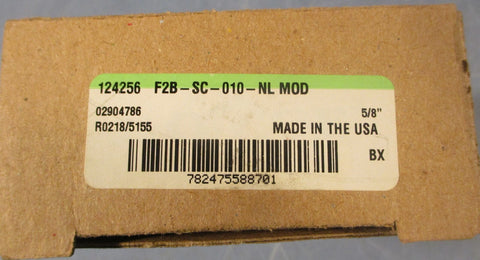 124256 F2B-SC-010-NL MOD
02904786 5/8"
R0218/5155 MADE IN THE USA
BX
782475588701